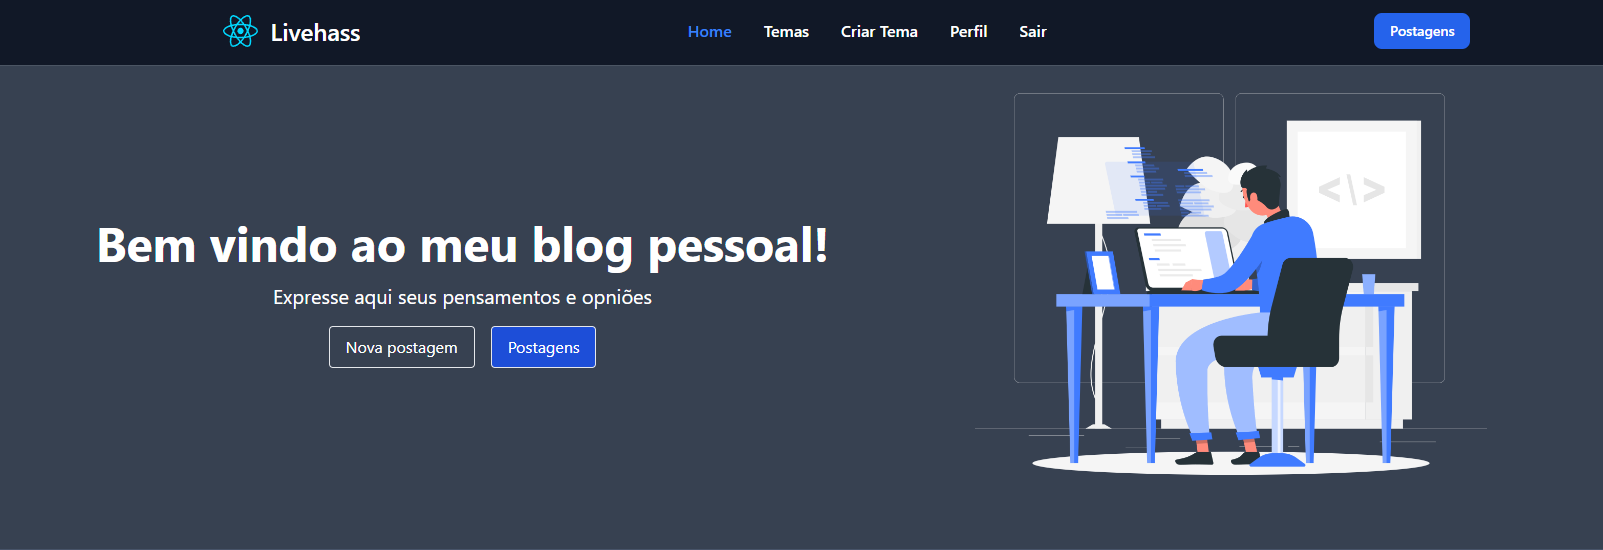 Livehass
Home Temas Criar Tema Perfil Sair
Postagens
Bem vindo ao meu blog pessoal!
Expresse aqui seus pensamentos e opniões
Nova postagem Postagens
</>